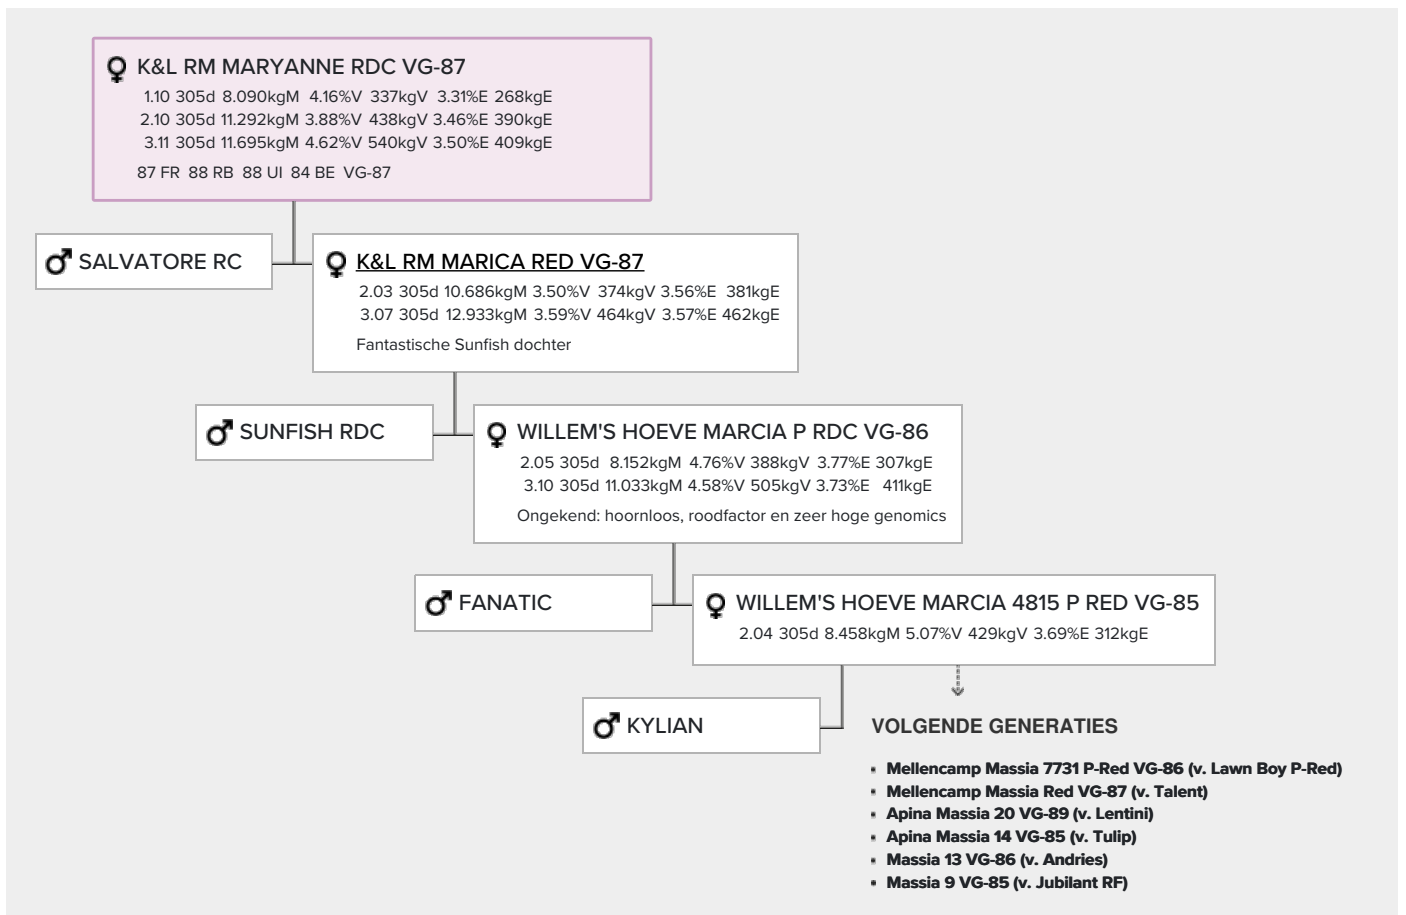 K&L RM MARYANNE RDC VG-87
1.10 305d 8.090kgM 4.16%V 337kgV 3.31%E 268kgE
2.10 305d 11.292kgM 3.88%V 438kgV 3.46%E 390kgE
3.11 305d 11.695kgM 4.62%V 540kgV 3.50%E 409kgE
87 FR 88 RB 88 UI 84 BE VG-87
SALVATORE RC
K&L RM MARICA RED VG-87
2.03 305d 10.686kgM 3.50%V 374kgV 3.56%E 381kgE
3.07 305d 12.933kgM 3.59%V 464kgV 3.57%E 462kgE
Fantastische Sunfish dochter
SUNFISH RDC
WILLEM'S HOEVE MARCIA P RDC VG-86
2.05 305d 8.152kgM 4.76%V 388kgV 3.77%E 307kgE
3.10 305d 11.033kgM 4.58%V 505kgV 3.73%E 411kgE
Ongekend: hoornloos, roodfactor en zeer hoge genomics
FANATIC
WILLEM'S HOEVE MARCIA 4815 P RED VG-85
2.04 305d 8.458kgM 5.07%V 429kgV 3.69%E 312kgE
KYLIAN
VOLGENDE GENERATIES
Mellencamp Massia 7731 P-Red VG-86 (v. Lawn Boy P-Red)
Mellencamp Massia Red VG-87 (v. Talent)
Apina Massia 20 VG-89 (v. Lentini)
Apina Massia 14 VG-85 (v. Tulip)
Massia 13 VG-86 (v. Andries)
Massia 9 VG-85 (v. Jubilant RF)